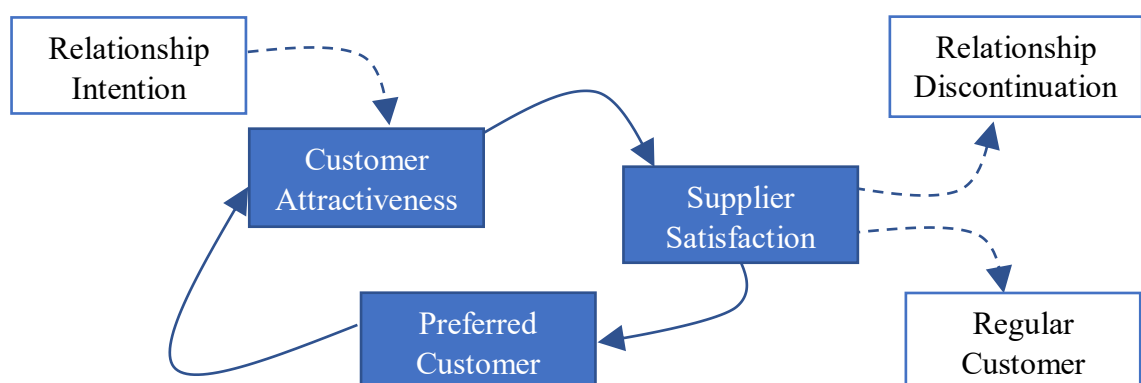 Relationship
Intention
Relationship
Discontinuation
Customer
Attractiveness
Supplier
Satisfaction
Preferred
Customer
Regular
Customer